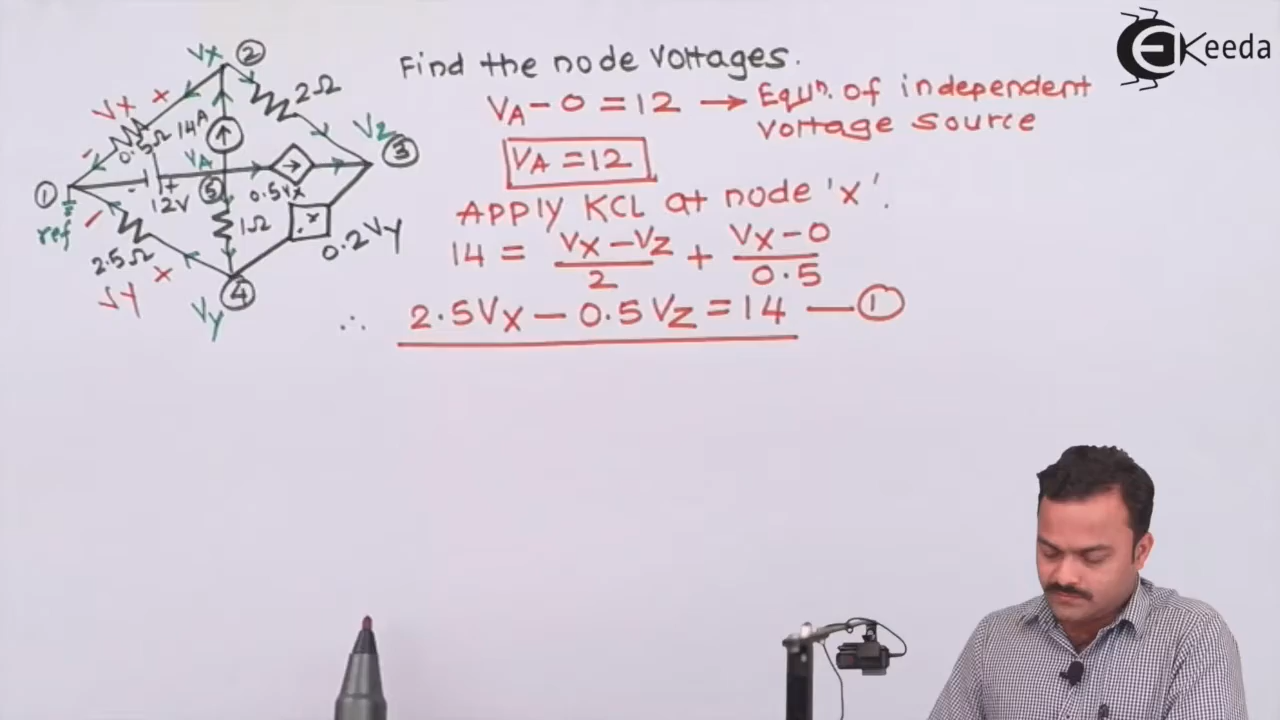 EKeeda
Find the node voltages.
VA - 0 = 12 → Equⁿ. of independent
voltage source
VA = 12
APPLY KCL at node 'x'.
14 = (Vx - Vz)/2 + (Vx - 0)/0.5
∴ 2.5Vx - 0.5Vz = 14 — ①
Vx ②
Vx x
2Ω
0.5Ω 14A
Vz
③
VA
①
- + ⑤
12V
0.5Vx
ref
1Ω
x
0.2Vy
2.5Ω
x
④
Vy